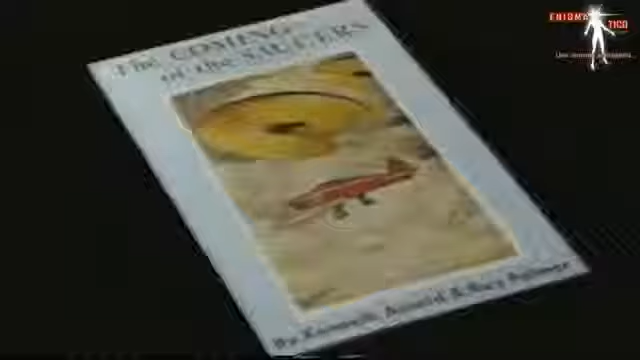 The COMING
of the SAUCERS
By Kenneth Arnold & Ray Palmer
ENIGMA
TICO